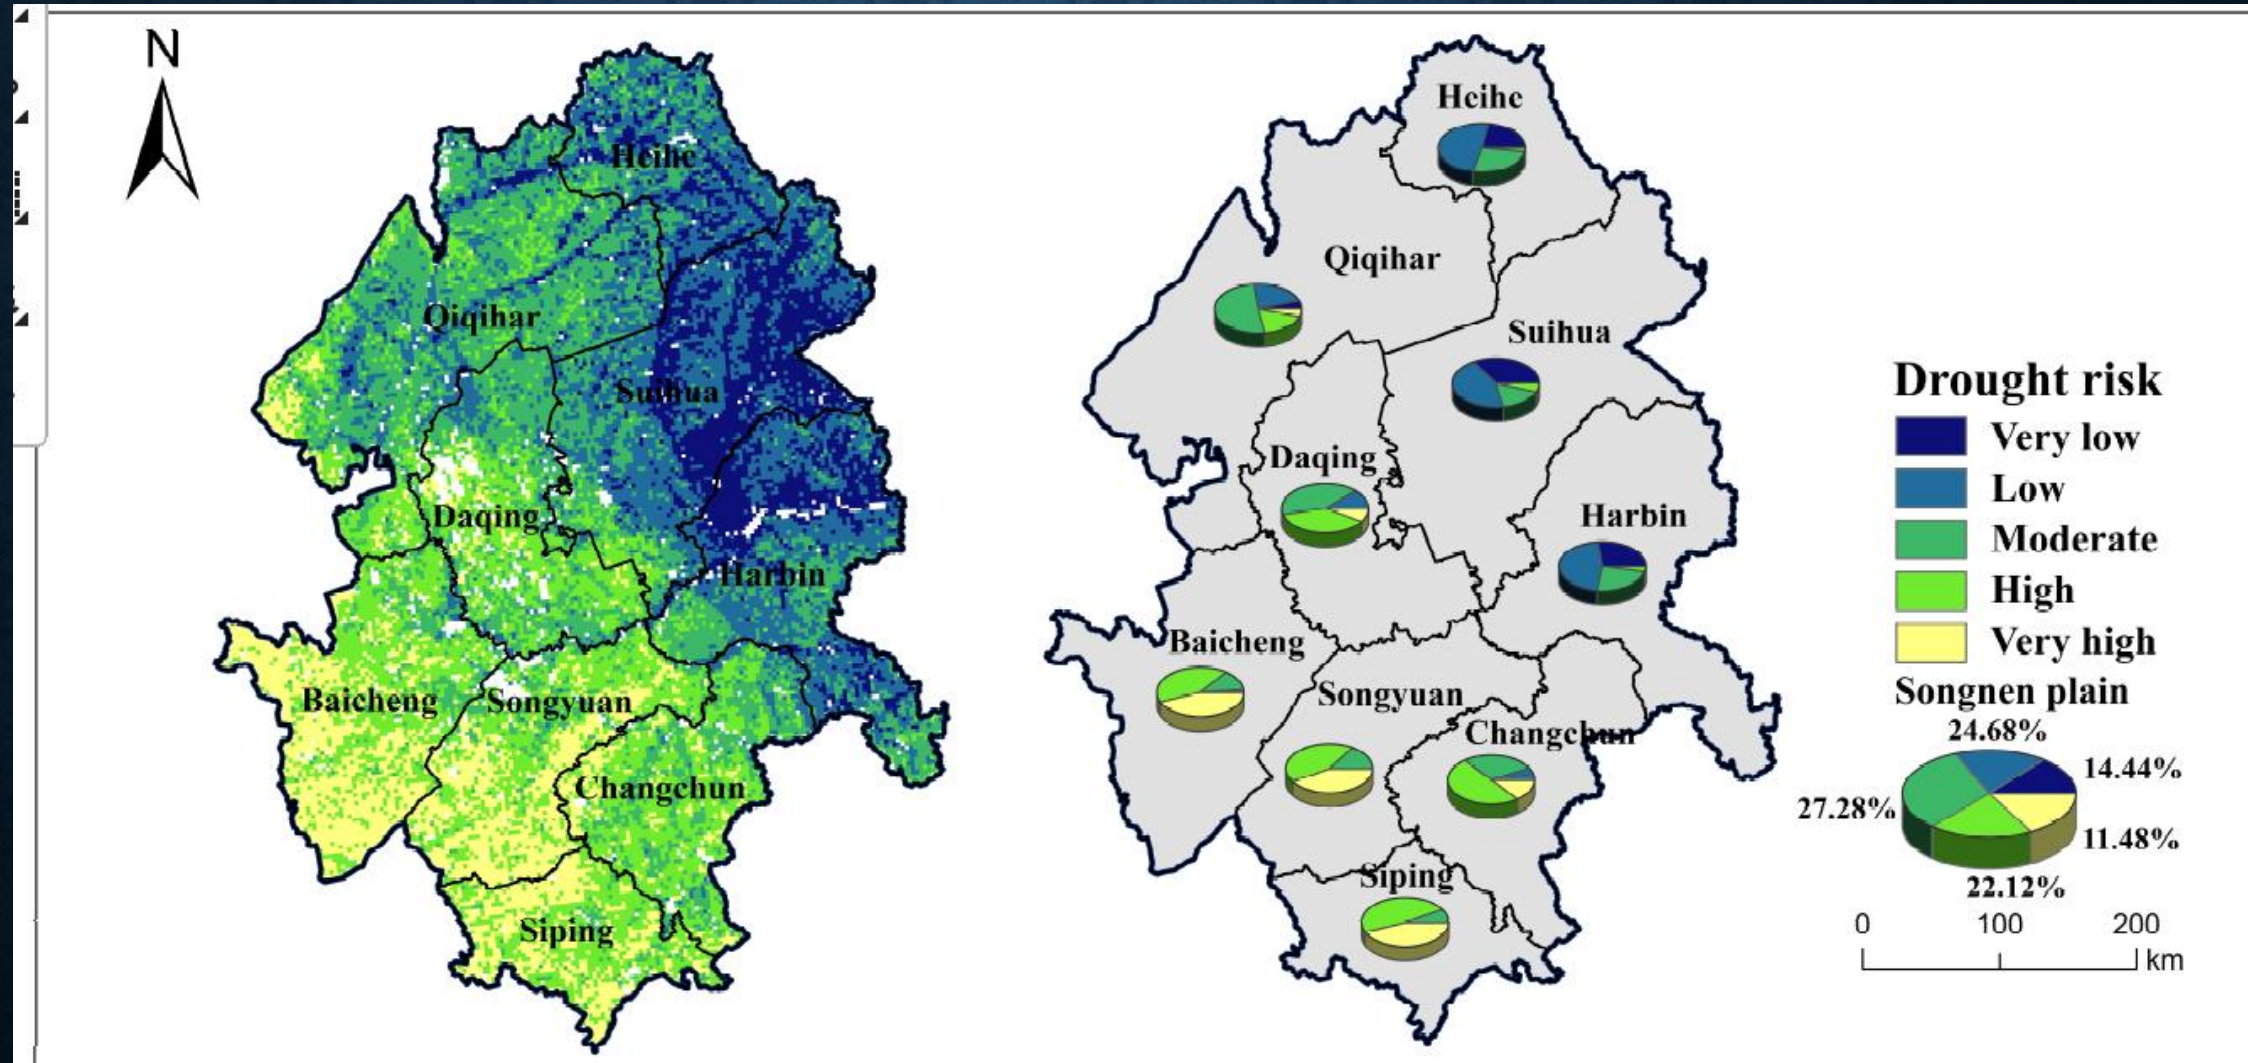 N
Heihe
Qiqihar
Suihua
Daqing
Harbin
Baicheng
Songyuan
Changchun
Siping
Heihe
Qiqihar
Suihua
Daqing
Harbin
Baicheng
Songyuan
Changchun
Siping
Drought risk
Very low
Low
Moderate
High
Very high
Songnen plain
24.68%
14.44%
27.28%
11.48%
22.12%
0 100 200
km